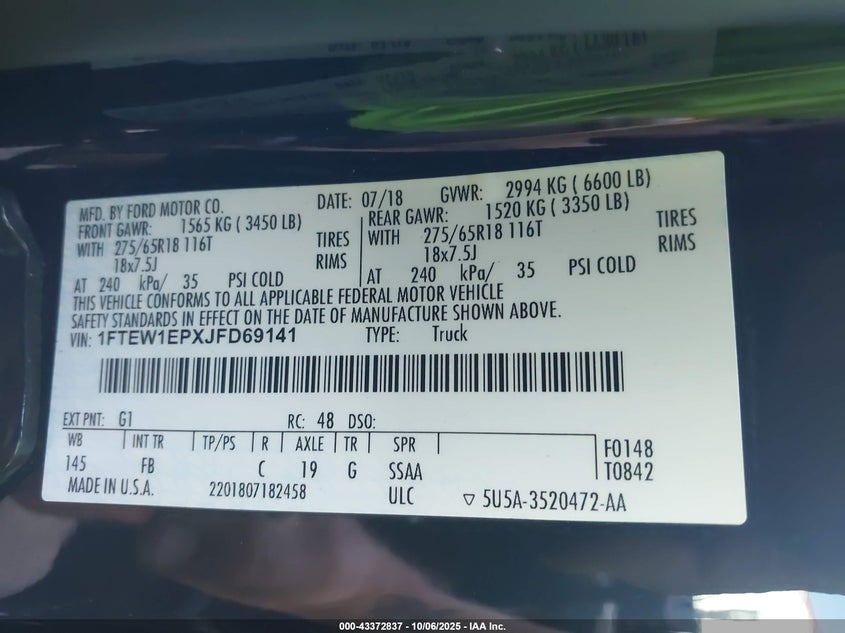 MFD. BY FORD MOTOR CO. DATE: 07/18 GVWR: 2994 KG ( 6600 LB)
FRONT GAWR: 1565 KG ( 3450 LB) REAR GAWR: 1520 KG ( 3350 LB)
WITH 275/65R18 116T TIRES WITH 275/65R18 116T TIRES
18x7.5J RIMS 18x7.5J RIMS
AT 240 kPa/ 35 PSI COLD AT 240 kPa/ 35 PSI COLD
THIS VEHICLE CONFORMS TO ALL APPLICABLE FEDERAL MOTOR VEHICLE
SAFETY STANDARDS IN EFFECT ON THE DATE OF MANUFACTURE SHOWN ABOVE.
VIN: 1FTEW1EPXJFD69141 TYPE: Truck
EXT PNT: G1 RC: 48 DSO:
WB INT TR TP/PS R AXLE TR SPR F0148
145 FB C 19 G SSAA T0842
MADE IN U.S.A. 2201807182458 ULC ▽ 5U5A-3520472-AA
000-43372837 - 10/06/2025 - IAA Inc.